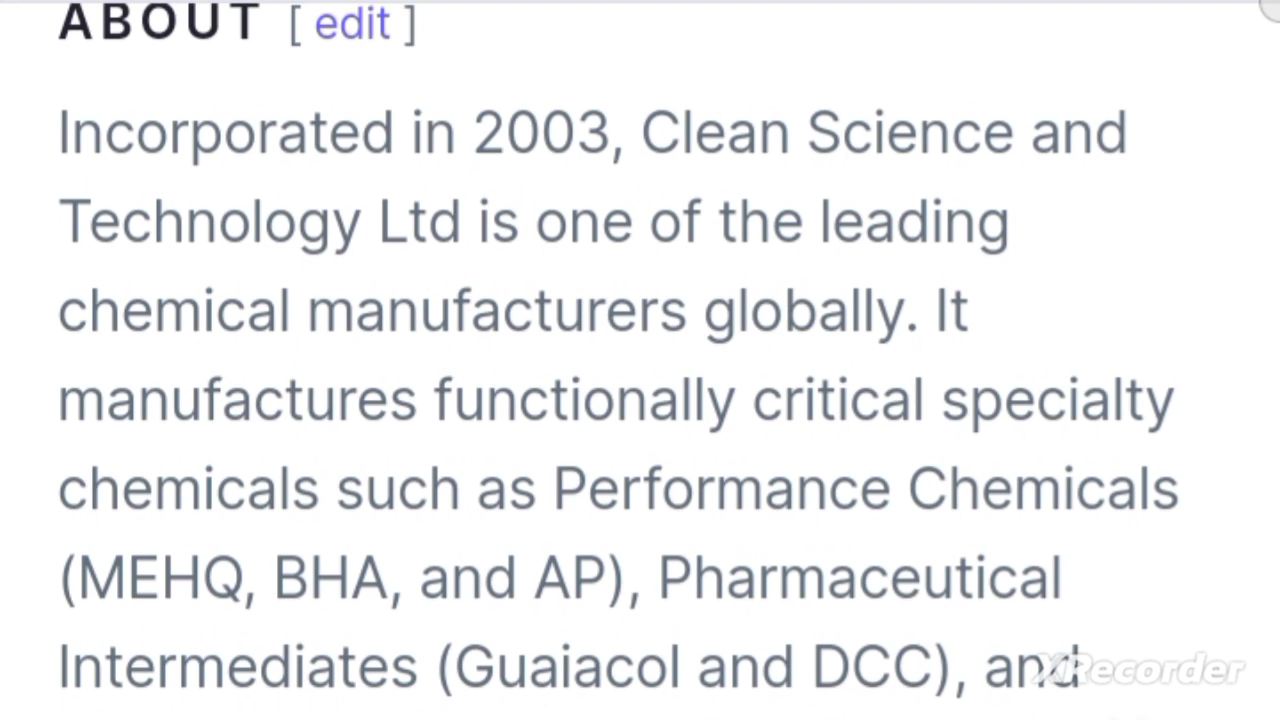 ABOUT [ edit ]
Incorporated in 2003, Clean Science and
Technology Ltd is one of the leading
chemical manufacturers globally. It
manufactures functionally critical specialty
chemicals such as Performance Chemicals
(MEHQ, BHA, and AP), Pharmaceutical
Intermediates (Guaiacol and DCC), and
XRecorder